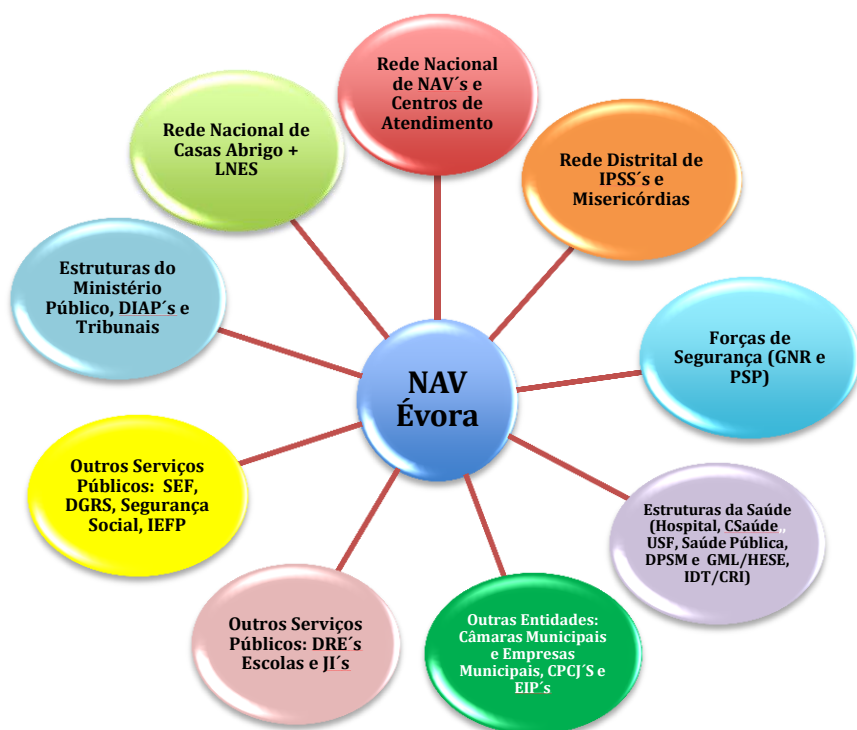 Rede Nacional
de NAV´s e
Centros de
Atendimento
Rede Nacional de
Casas Abrigo +
LNES
Rede Distrital de
IPSS´s e
Misericórdias
Estruturas do
Ministério
Público, DIAP´s e
Tribunais
Forças de
Segurança (GNR e
PSP)
NAV
Évora
Outros Serviços
Públicos:  SEF,
DGRS, Segurança
Social, IEFP
Estruturas da Saúde
(Hospital, CSaúde,,
USF, Saúde Pública,
DPSM e  GML/HESE,
IDT/CRI)
Outros Serviços
Públicos: DRE´s
Escolas e JI´s
Outras Entidades:
Câmaras Municipais
e Empresas
Municipais, CPCJ´S e
EIP´s